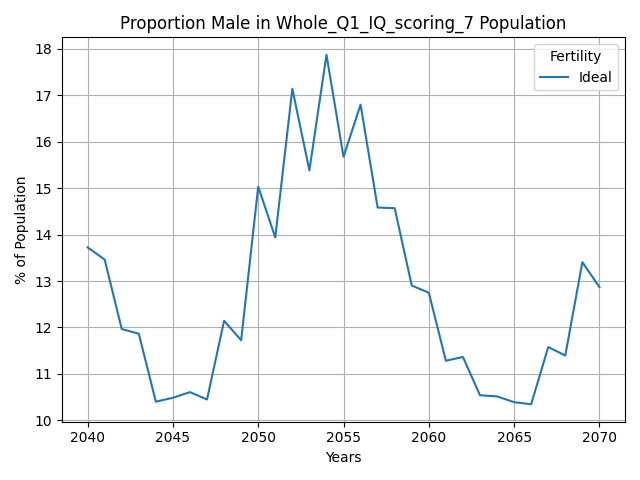 Proportion Male in Whole_Q1_IQ_scoring_7 Population
Fertility
Ideal
% of Population
18
17
16
15
14
13
12
11
10
2040 2045 2050 2055 2060 2065 2070
Years